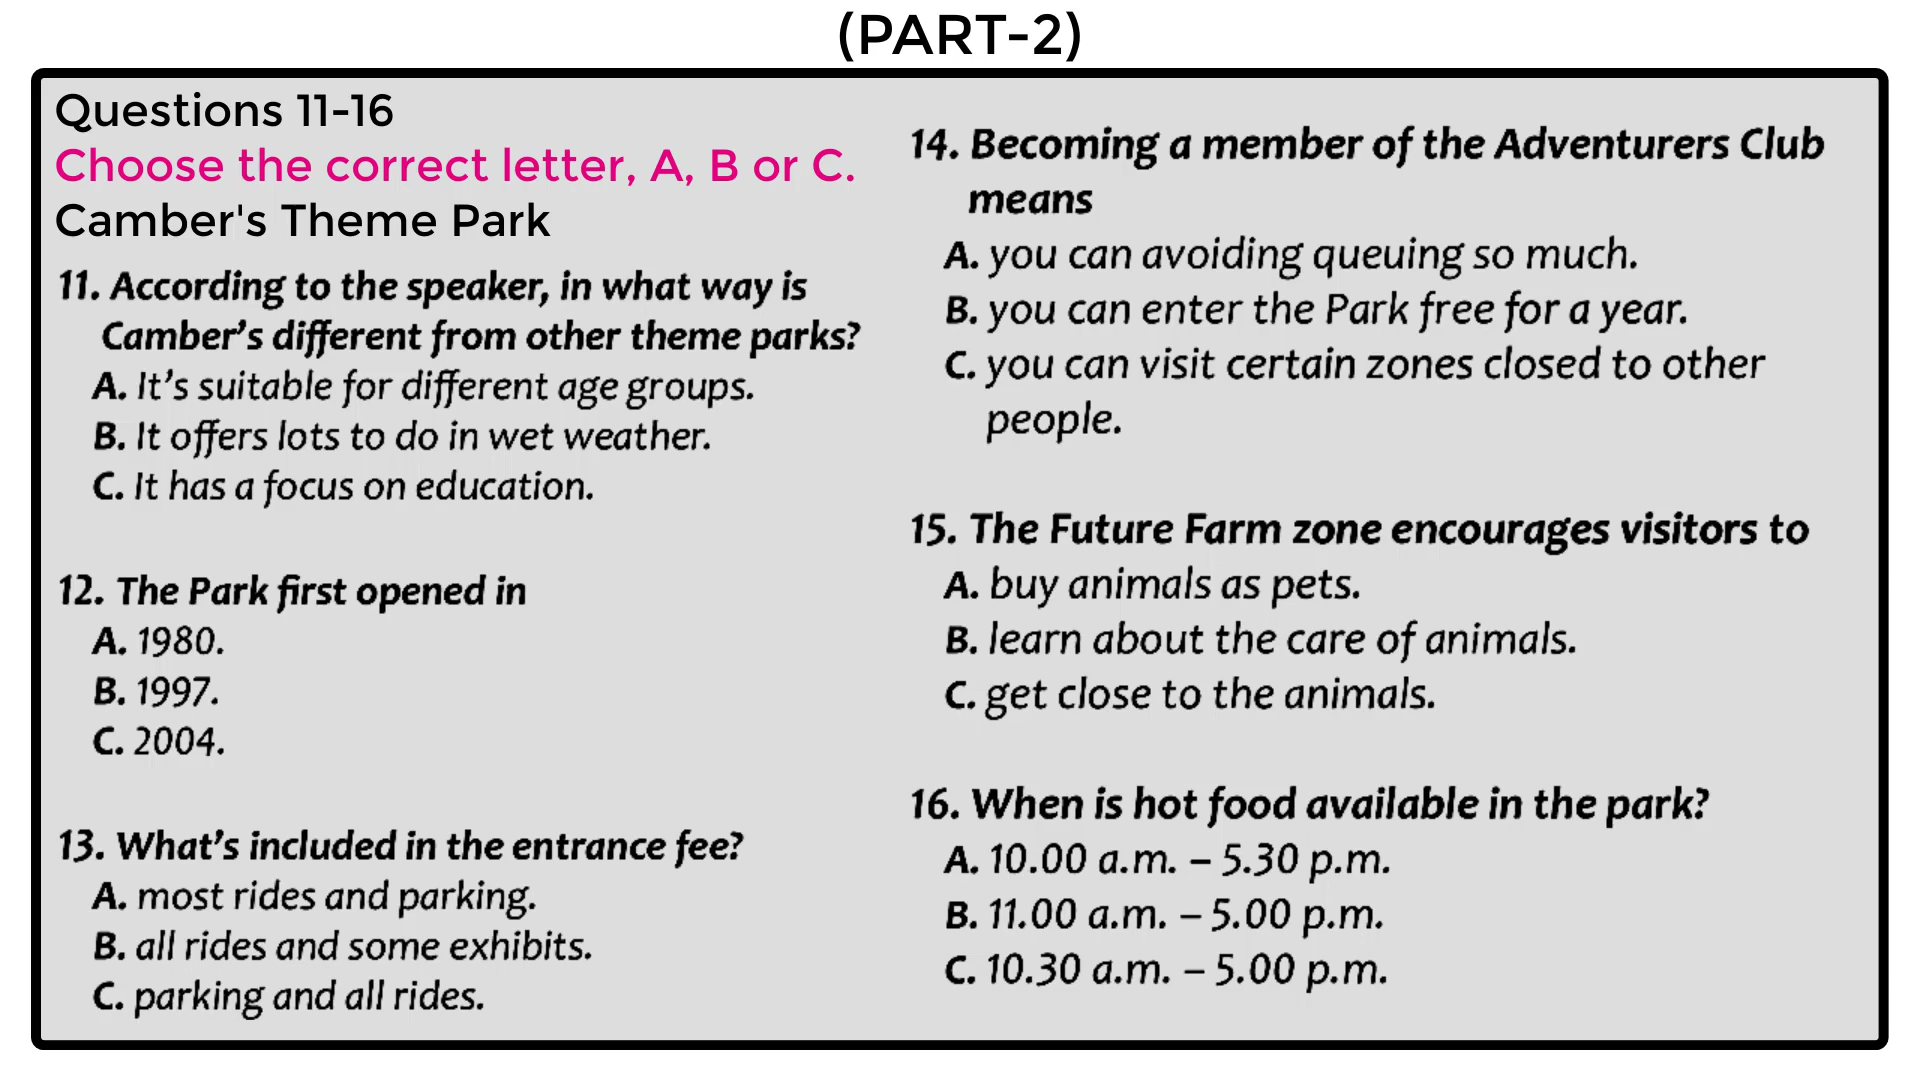 (PART-2)
Questions 11-16
Choose the correct letter, A, B or C.
Camber's Theme Park
11. According to the speaker, in what way is
Camber's different from other theme parks?
A. It's suitable for different age groups.
B. It offers lots to do in wet weather.
C. It has a focus on education.
12. The Park first opened in
A. 1980.
B. 1997.
C. 2004.
13. What's included in the entrance fee?
A. most rides and parking.
B. all rides and some exhibits.
C. parking and all rides.
14. Becoming a member of the Adventurers Club
means
A. you can avoiding queuing so much.
B. you can enter the Park free for a year.
C. you can visit certain zones closed to other
people.
15. The Future Farm zone encourages visitors to
A. buy animals as pets.
B. learn about the care of animals.
C. get close to the animals.
16. When is hot food available in the park?
A. 10.00 a.m. – 5.30 p.m.
B. 11.00 a.m. – 5.00 p.m.
C. 10.30 a.m. – 5.00 p.m.